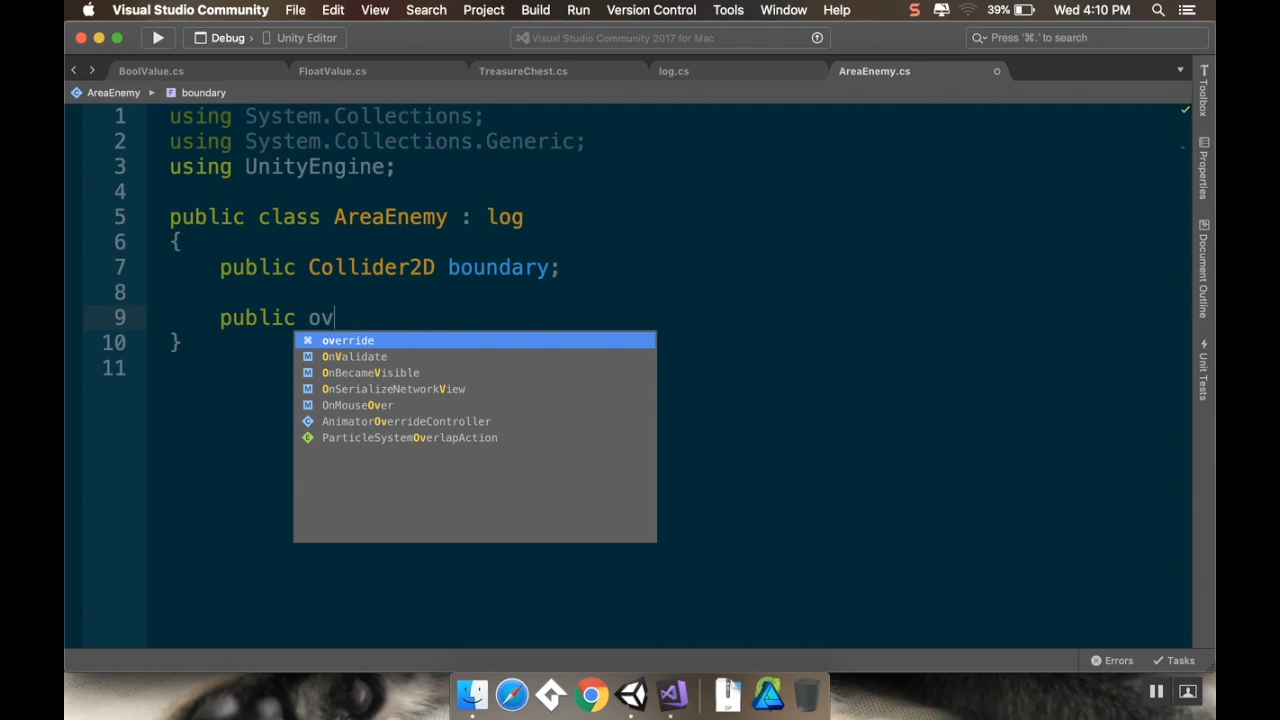 Visual Studio Community File Edit View Search Project Build Run Version Control Tools Window Help S 39% Wed 4:10 PM
Debug › Unity Editor Visual Studio Community 2017 for Mac Press '⌘.' to search
BoolValue.cs FloatValue.cs TreasureChest.cs log.cs AreaEnemy.cs
AreaEnemy ▸ F boundary
1 using System.Collections;
2 using System.Collections.Generic;
3 using UnityEngine;
4
5 public class AreaEnemy : log
6 {
7 public Collider2D boundary;
8
9 public ov
⌘ override
10 }
M OnValidate
11
M OnBecameVisible
M OnSerializeNetworkView
M OnMouseOver
C AnimatorOverrideController
E ParticleSystemOverlapAction
Toolbox
Properties
Document Outline
Unit Tests
Errors Tasks
ZIP